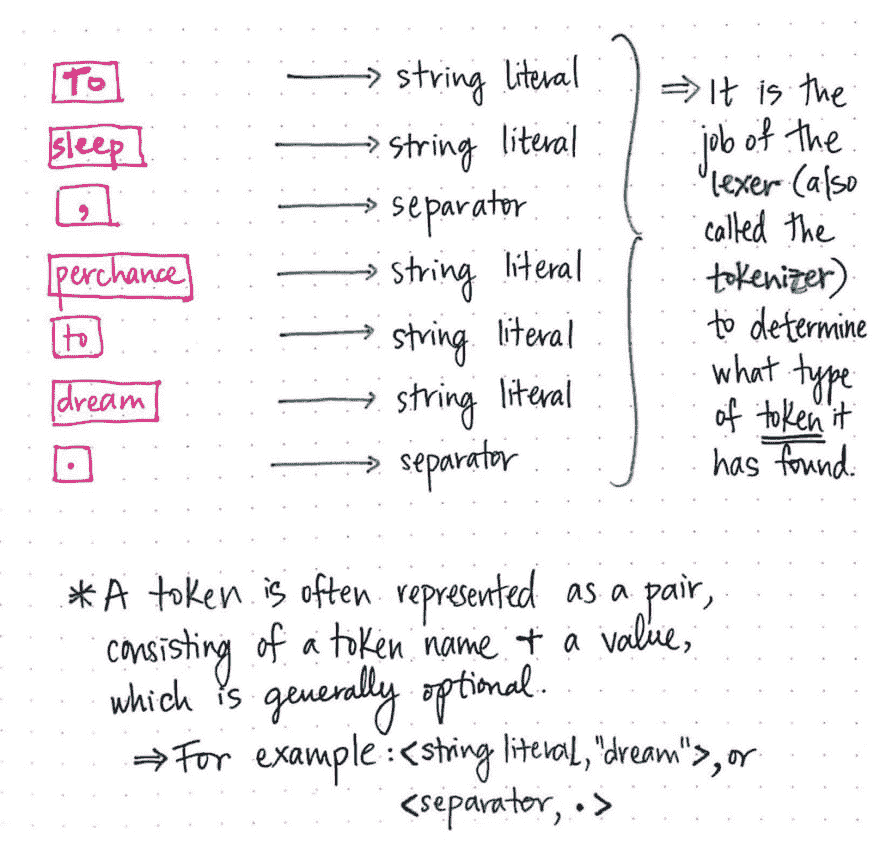 To → string literal
sleep → string literal
, → separator
perchance → string literal
to → string literal
dream → string literal
. → separator
⇒ It is the
job of the
lexer (also
called the
tokenizer)
to determine
what type
of token it
has found.
* A token is often represented as a pair,
consisting of a token name + a value,
which is generally optional.
⇒ For example: <string literal, "dream">, or
<separator, .>